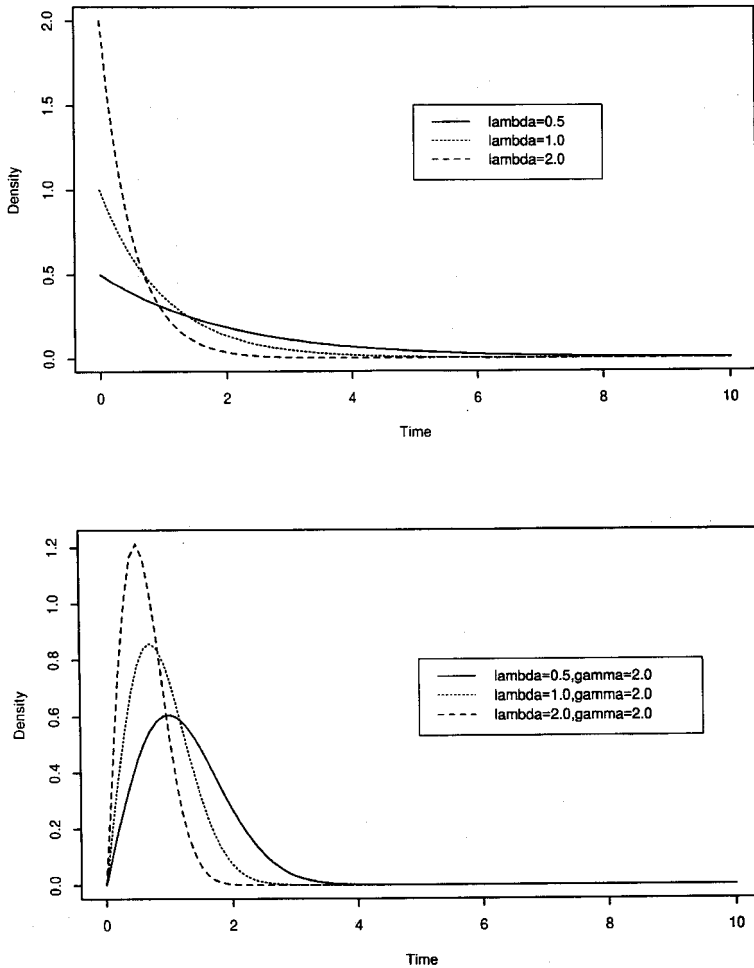 2.0
1.5
1.0
0.5
0.0
Density
lambda=0.5
lambda=1.0
lambda=2.0
0 2 4 6 8 10
Time
1.2
1.0
0.8
0.6
0.4
0.2
0.0
Density
lambda=0.5,gamma=2.0
lambda=1.0,gamma=2.0
lambda=2.0,gamma=2.0
0 2 4 6 8 10
Time